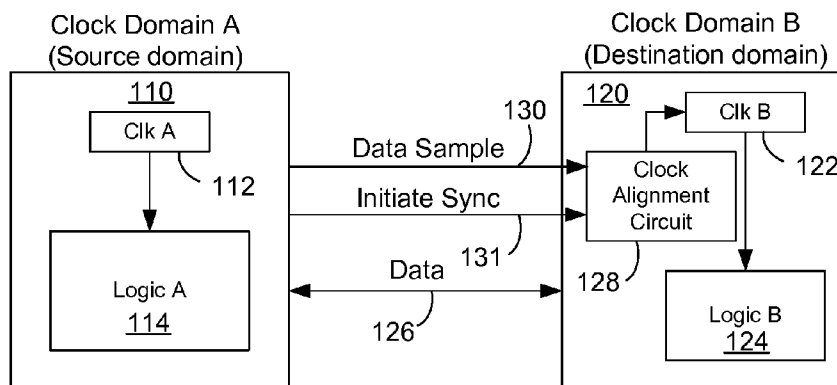 Clock Domain A
(Source domain)
110
Clk A
112
Logic A
114
Data Sample
130
Initiate Sync
131
Data
126
Clock Domain B
(Destination domain)
120
Clk B
122
Clock
Alignment
Circuit
128
Logic B
124